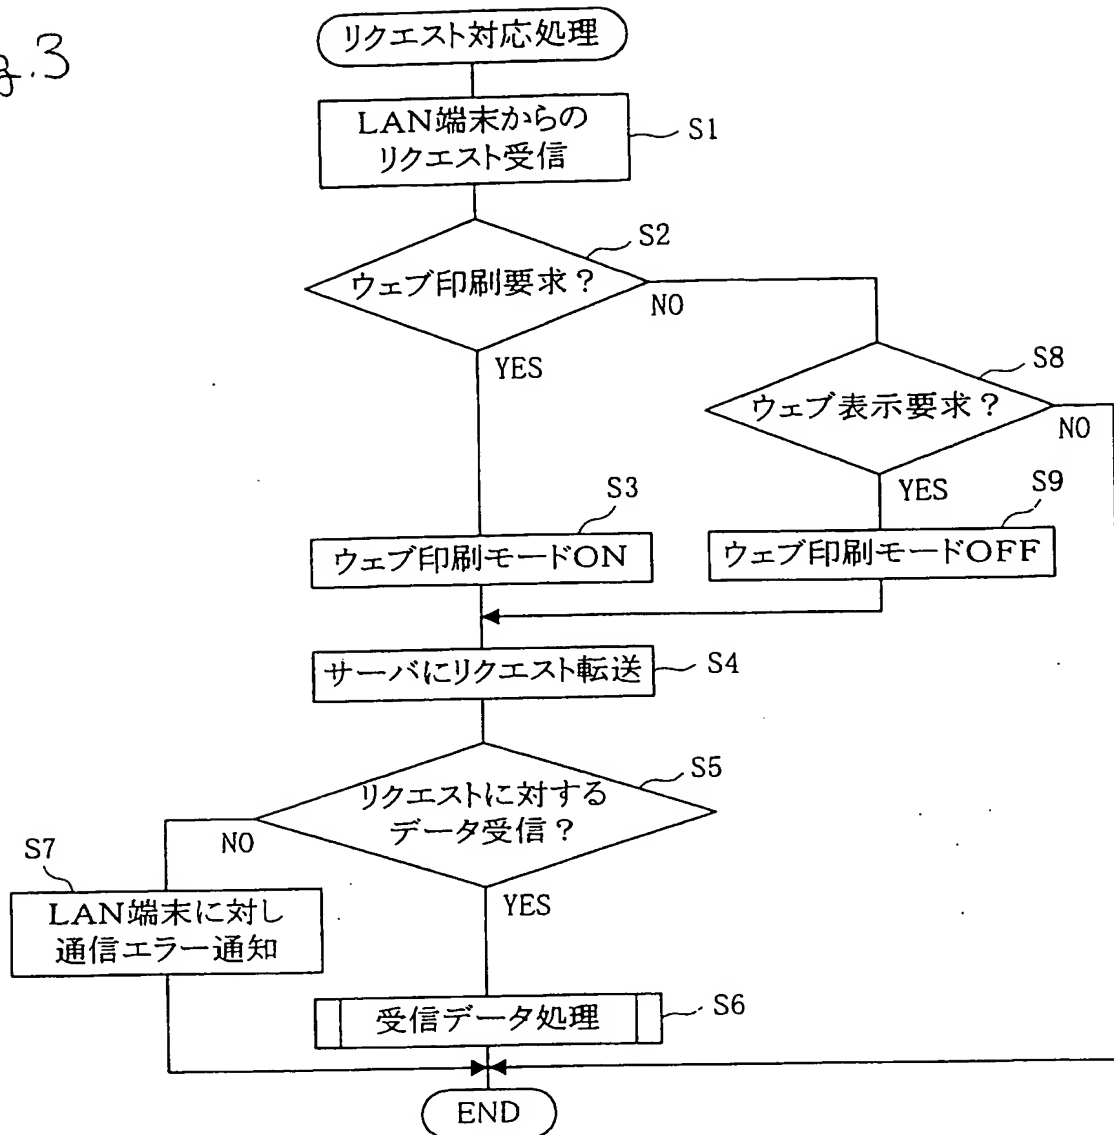 g.3
リクエスト対応処理
LAN端末からの
リクエスト受信
S1
S2
ウェブ印刷要求？
NO
YES
S8
ウェブ表示要求？
NO
YES
S3
ウェブ印刷モードON
S9
ウェブ印刷モードOFF
サーバにリクエスト転送
S4
S5
リクエストに対する
データ受信？
NO
YES
S7
LAN端末に対し
通信エラー通知
受信データ処理
S6
END